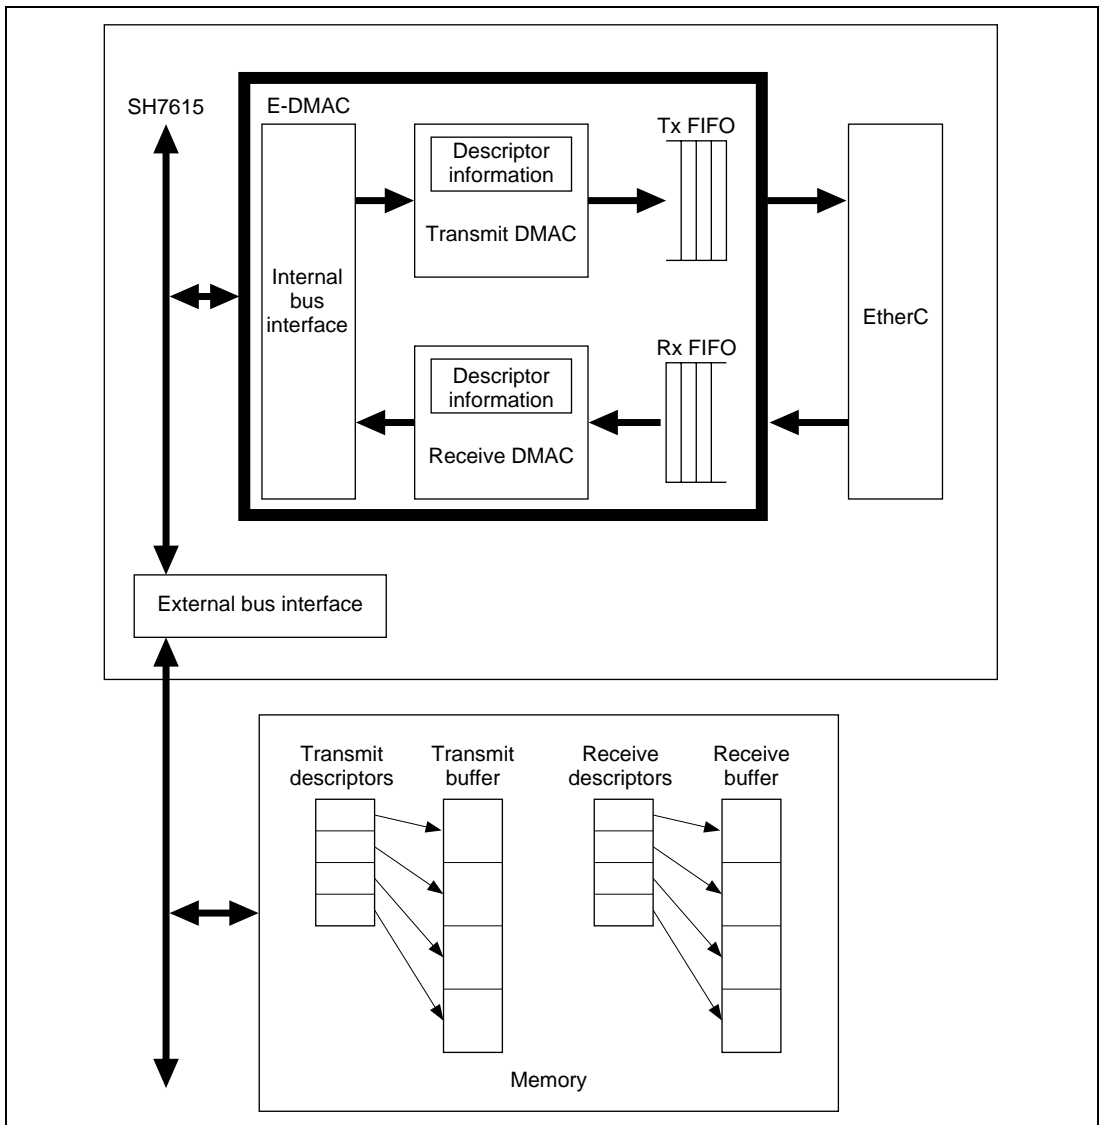 SH7615
E-DMAC
Tx FIFO
Descriptor
information
Transmit DMAC
Internal
bus
interface
EtherC
Rx FIFO
Descriptor
information
Receive DMAC
External bus interface
Transmit
descriptors
Transmit
buffer
Receive
descriptors
Receive
buffer
Memory